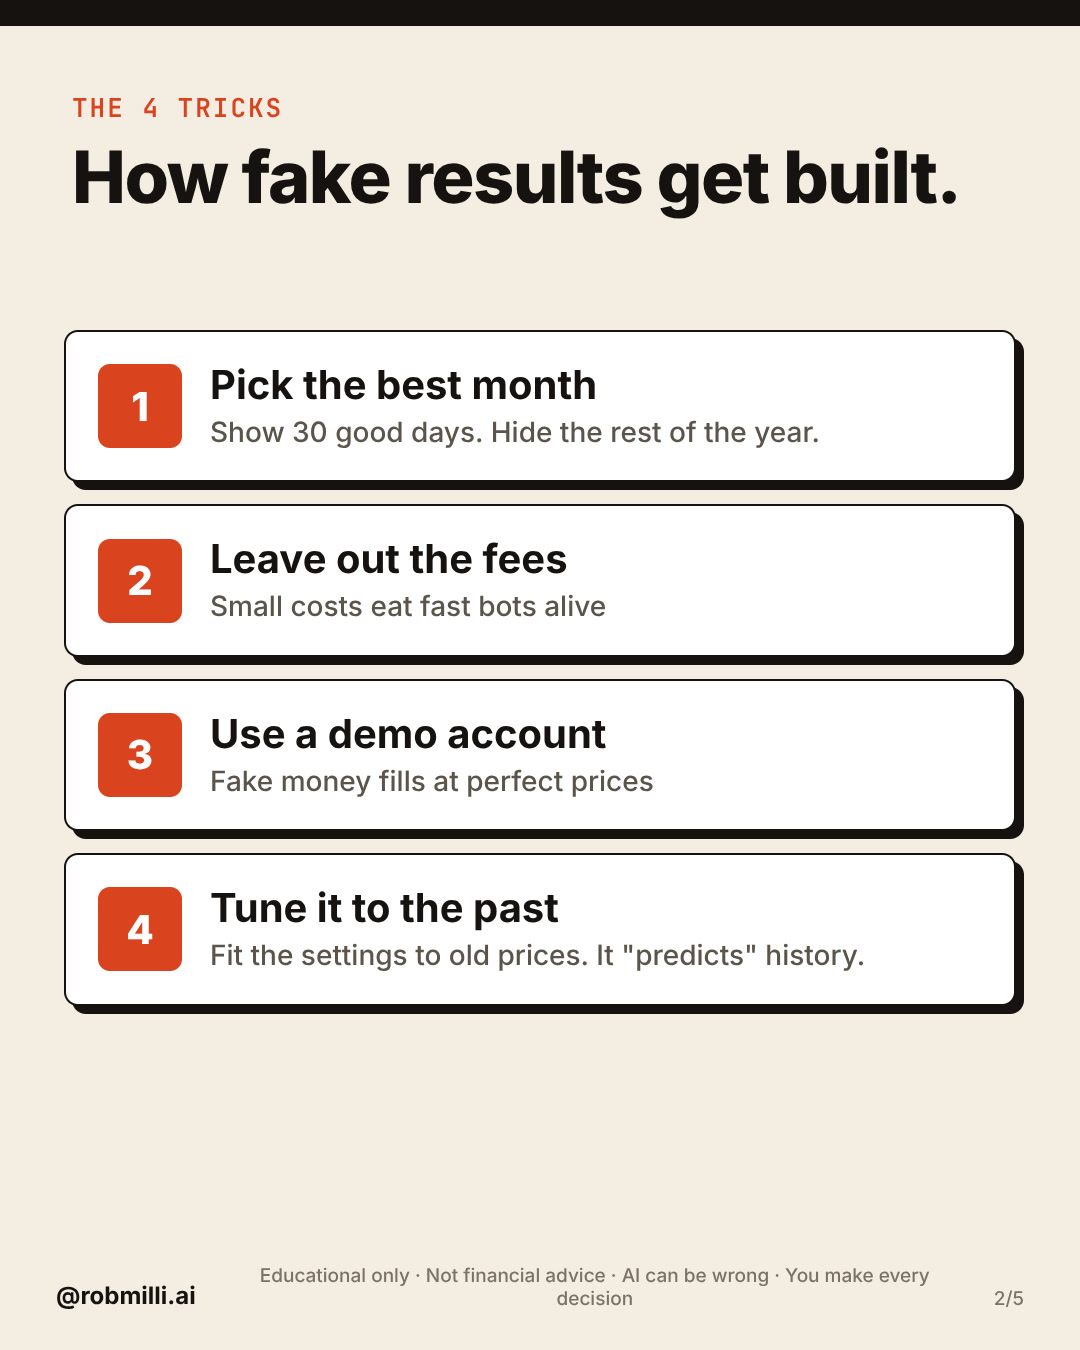 THE 4 TRICKS
How fake results get built.
1
Pick the best month
Show 30 good days. Hide the rest of the year.
2
Leave out the fees
Small costs eat fast bots alive
3
Use a demo account
Fake money fills at perfect prices
4
Tune it to the past
Fit the settings to old prices. It "predicts" history.
@robmilli.ai
Educational only · Not financial advice · AI can be wrong · You make every
decision
2/5